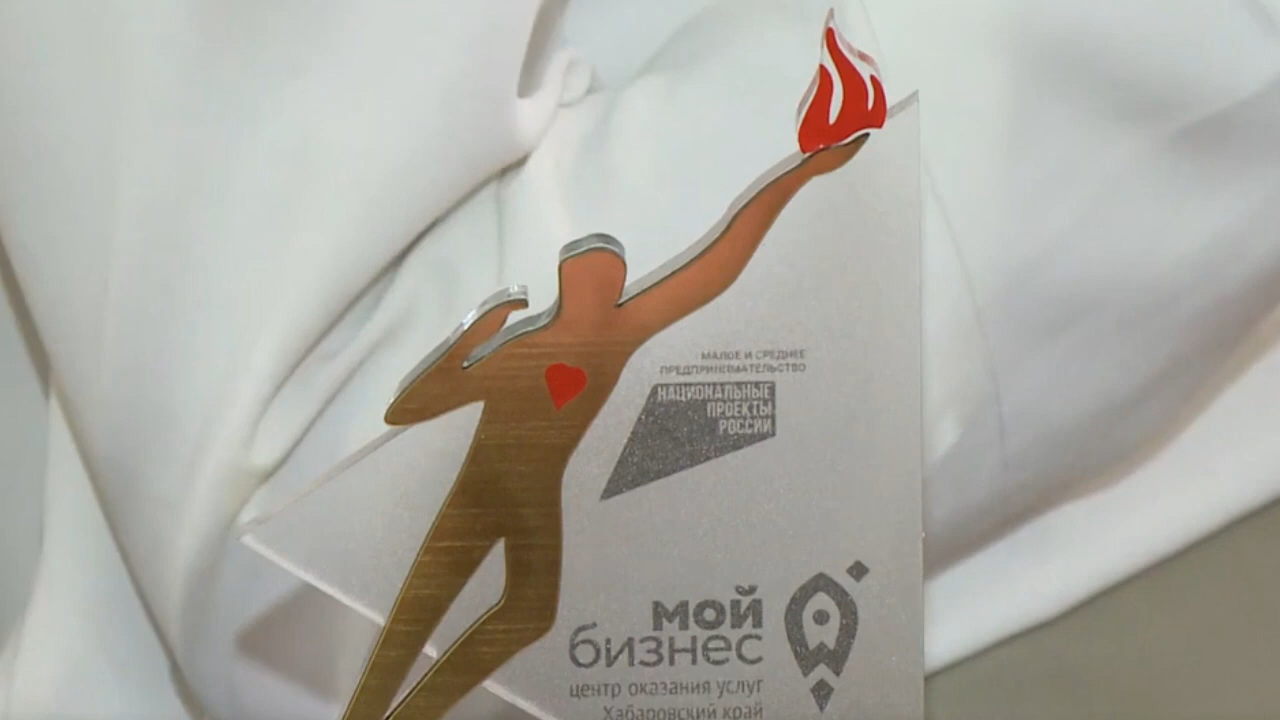 МАЛОЕ И СРЕДНЕЕ
ПРЕДПРИНИМАТЕЛЬСТВО
НАЦИОНАЛЬНЫЕ
ПРОЕКТЫ
РОССИИ
мой
бизнес
центр оказания услуг
Хабаровский край